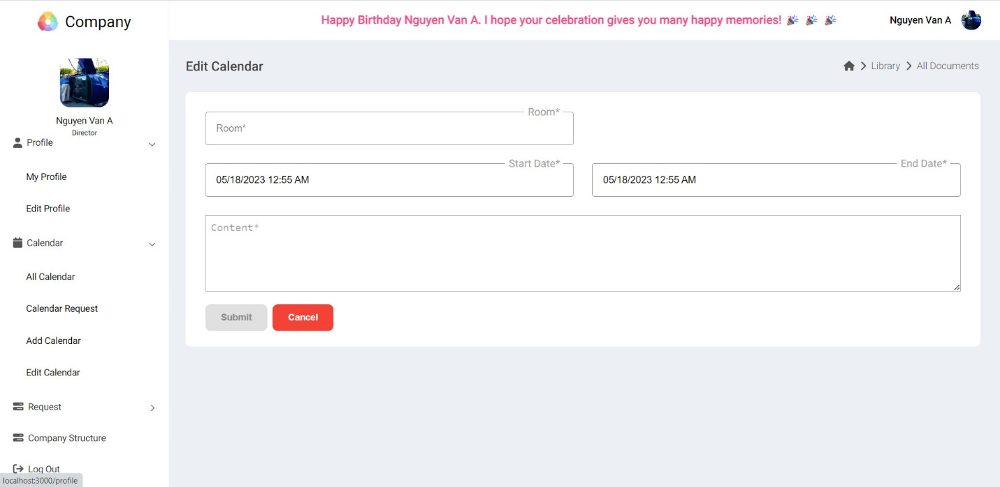 Company
Happy Birthday Nguyen Van A. I hope your celebration gives you many happy memories! 🎉 🎉 🎉
Nguyen Van A
Nguyen Van A
Director
Profile
My Profile
Edit Profile
Calendar
All Calendar
Calendar Request
Add Calendar
Edit Calendar
Request
Company Structure
Log Out
localhost:3000/profile
Edit Calendar
Library
All Documents
Room*
Room*
Start Date*
05/18/2023 12:55 AM
End Date*
05/18/2023 12:55 AM
Content*
Submit
Cancel